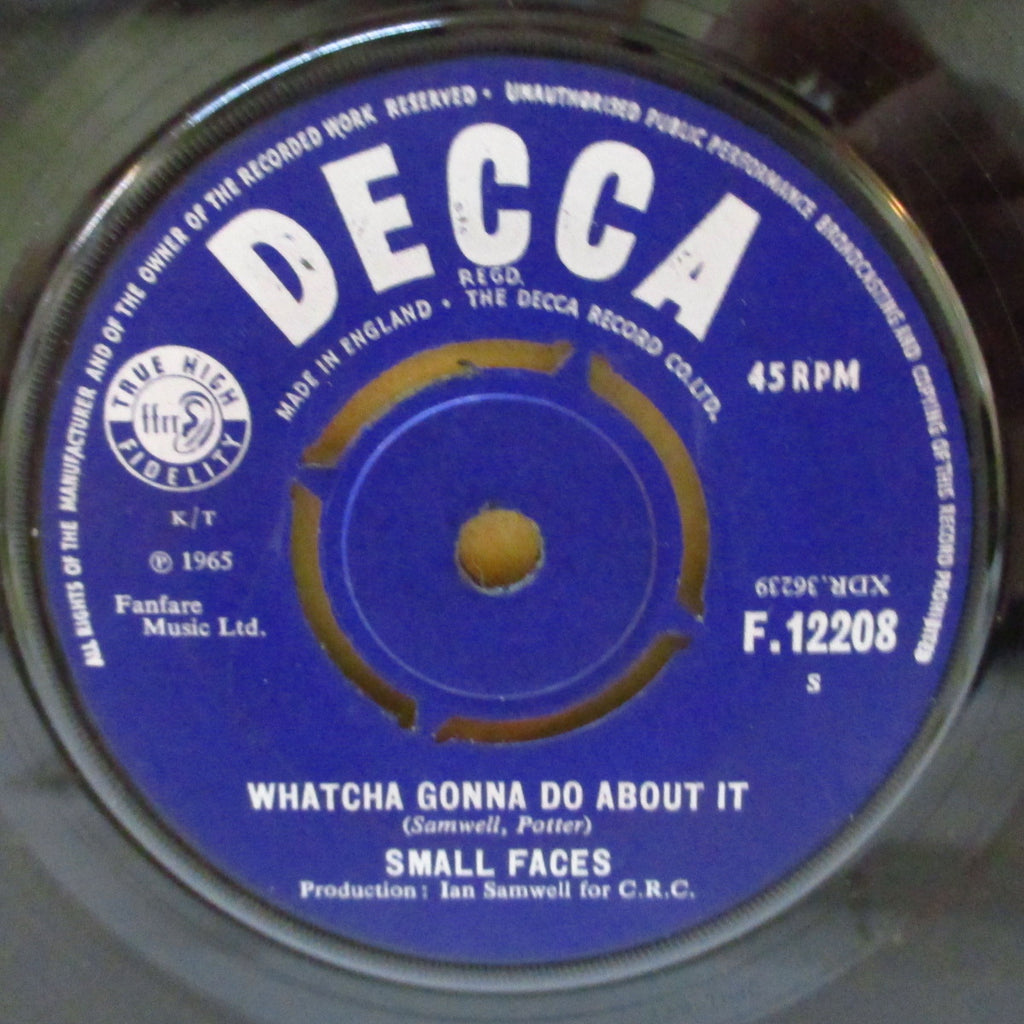 ALL RIGHTS OF THE MANUFACTURER AND OF THE OWNER OF THE RECORDED WORK RESERVED • UNAUTHORISED PUBLIC PERFORMANCE BROADCASTING AND COPYING OF THIS RECORD PROHIBITED
DECCA
REGD.
MADE IN ENGLAND • THE DECCA RECORD CO. LTD.
TRUE HIGH
ffrr
FIDELITY
45 RPM
K/T
℗ 1965
Fanfare
Music Ltd.
XDR.36239
F.12208
S
WHATCHA GONNA DO ABOUT IT
(Samwell, Potter)
SMALL FACES
Production: Ian Samwell for C.R.C.